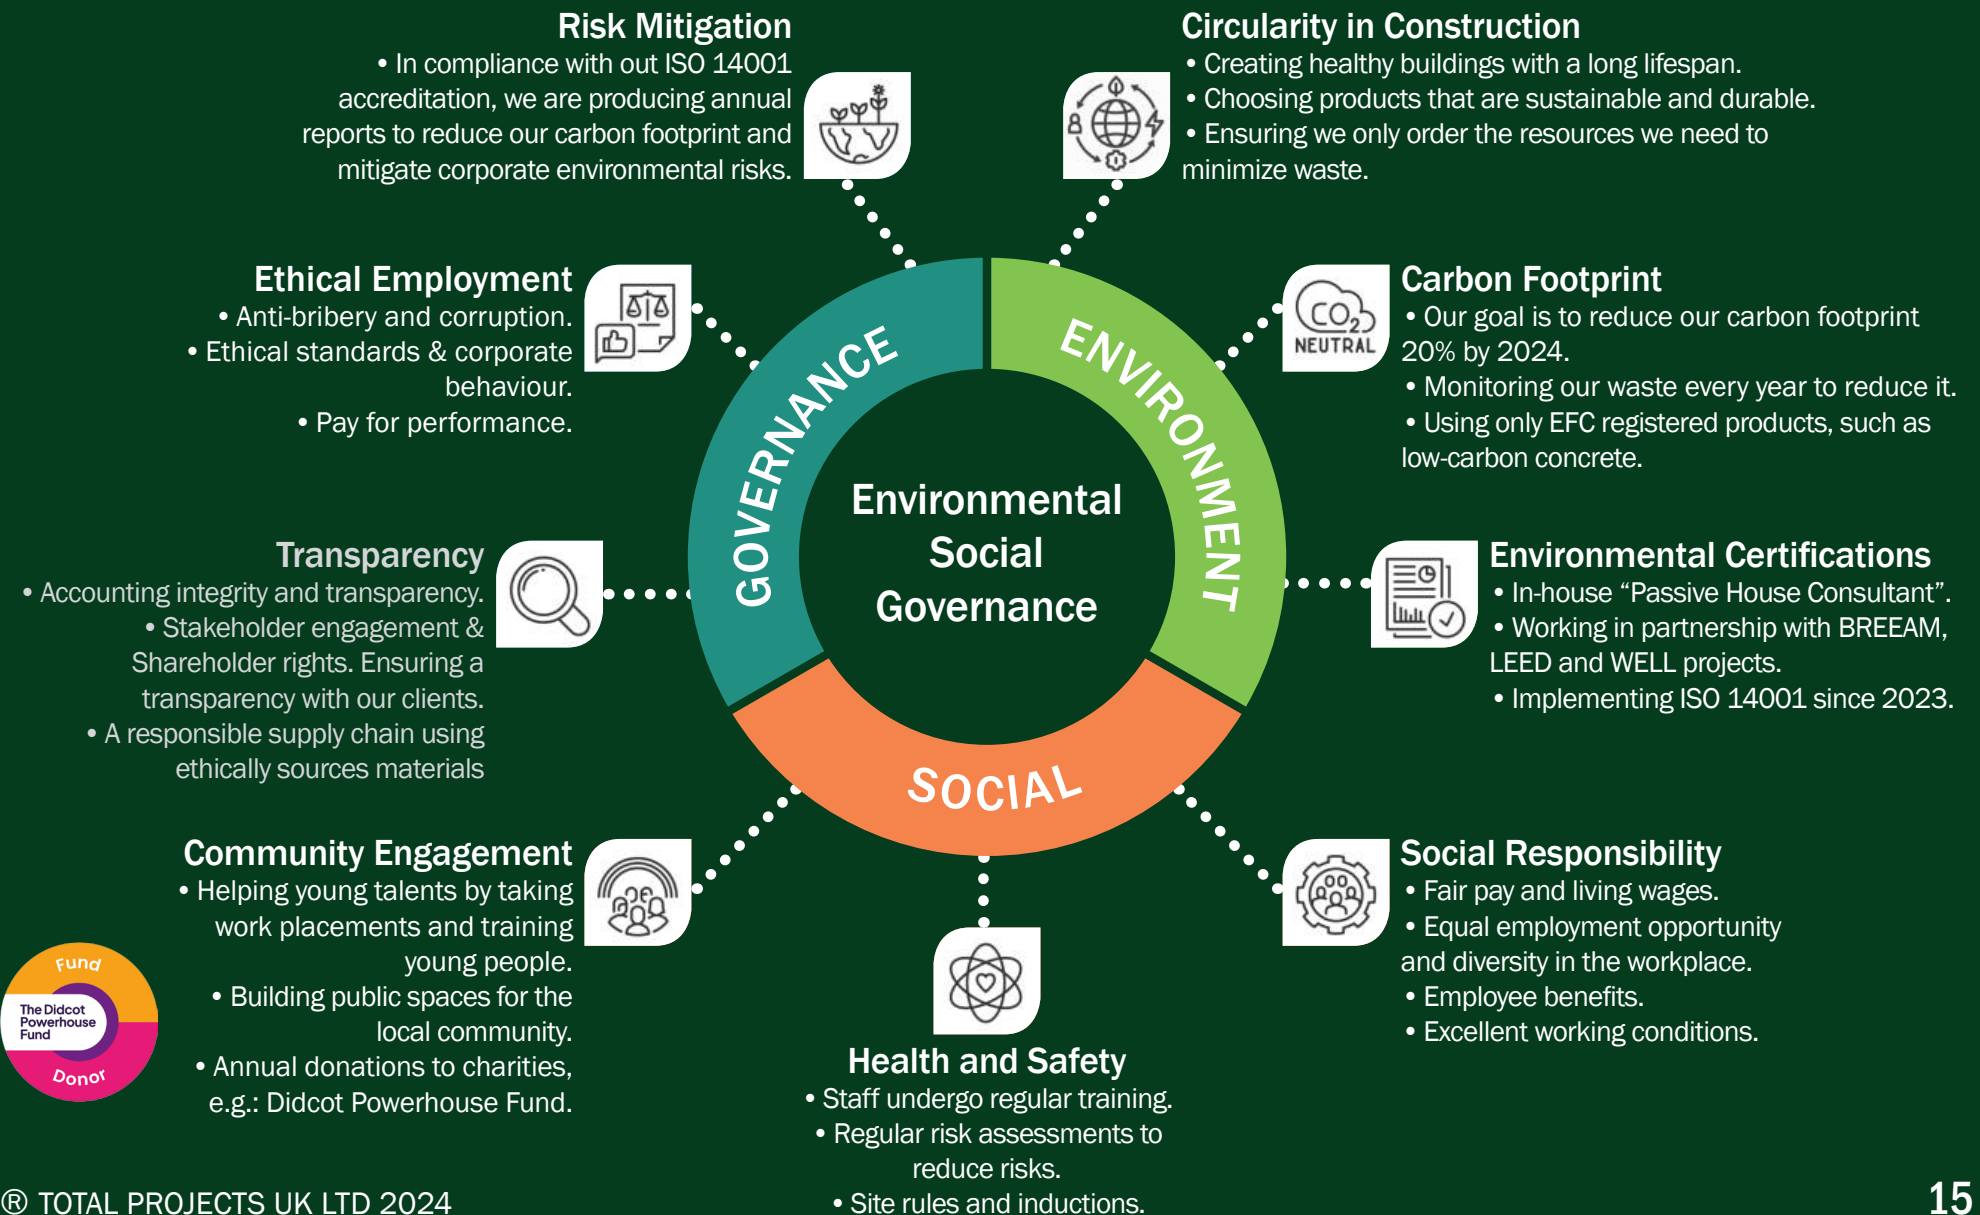 Risk Mitigation
• In compliance with out ISO 14001
accreditation, we are producing annual
reports to reduce our carbon footprint and
mitigate corporate environmental risks.
Circularity in Construction
• Creating healthy buildings with a long lifespan.
• Choosing products that are sustainable and durable.
• Ensuring we only order the resources we need to
minimize waste.
Ethical Employment
• Anti-bribery and corruption.
• Ethical standards & corporate
behaviour.
• Pay for performance.
CO2
NEUTRAL
Carbon Footprint
• Our goal is to reduce our carbon footprint
20% by 2024.
• Monitoring our waste every year to reduce it.
• Using only EFC registered products, such as
low-carbon concrete.
GOVERNANCE
ENVIRONMENT
SOCIAL
Environmental
Social
Governance
Transparency
• Accounting integrity and transparency.
• Stakeholder engagement &
Shareholder rights. Ensuring a
transparency with our clients.
• A responsible supply chain using
ethically sources materials
Environmental Certifications
• In-house “Passive House Consultant”.
• Working in partnership with BREEAM,
LEED and WELL projects.
• Implementing ISO 14001 since 2023.
Community Engagement
• Helping young talents by taking
work placements and training
young people.
• Building public spaces for the
local community.
• Annual donations to charities,
e.g.: Didcot Powerhouse Fund.
Fund
The Didcot
Powerhouse
Fund
Donor
Health and Safety
• Staff undergo regular training.
• Regular risk assessments to
reduce risks.
• Site rules and inductions.
Social Responsibility
• Fair pay and living wages.
• Equal employment opportunity
and diversity in the workplace.
• Employee benefits.
• Excellent working conditions.
® TOTAL PROJECTS UK LTD 2024
15